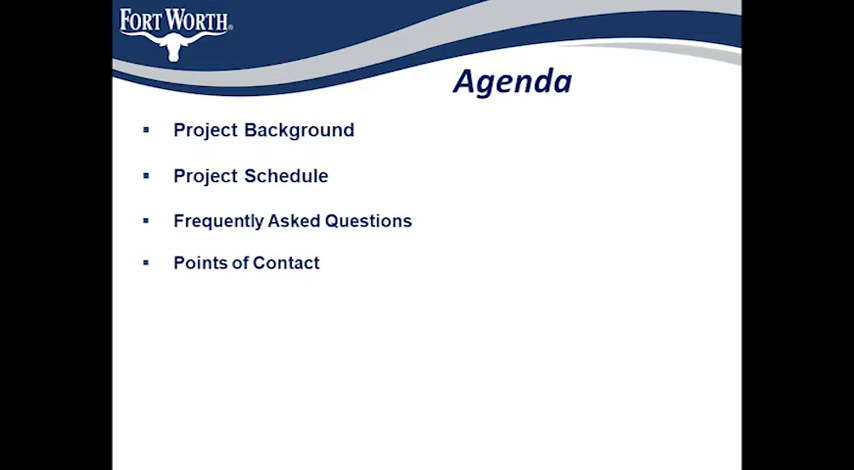 FORT WORTH®
Agenda
▪ Project Background
▪ Project Schedule
▪ Frequently Asked Questions
▪ Points of Contact